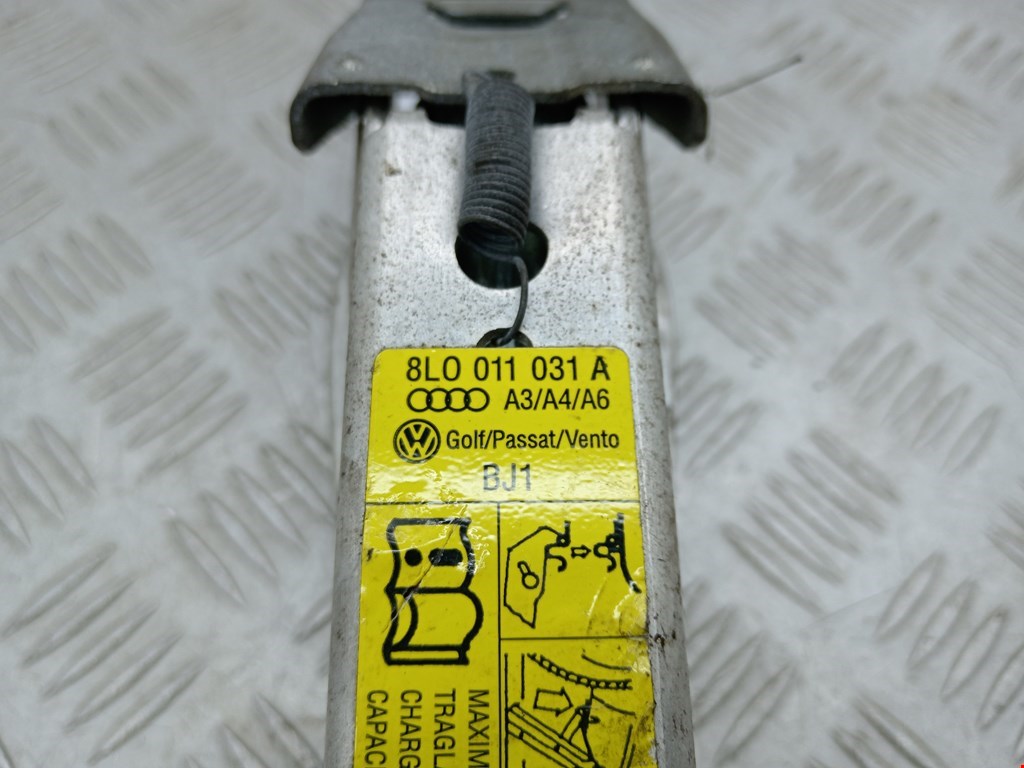 8L0 011 031 A
A3/A4/A6
Golf/Passat/Vento
BJ1
MAXIM
TRAGL
CHARG
CAPAC